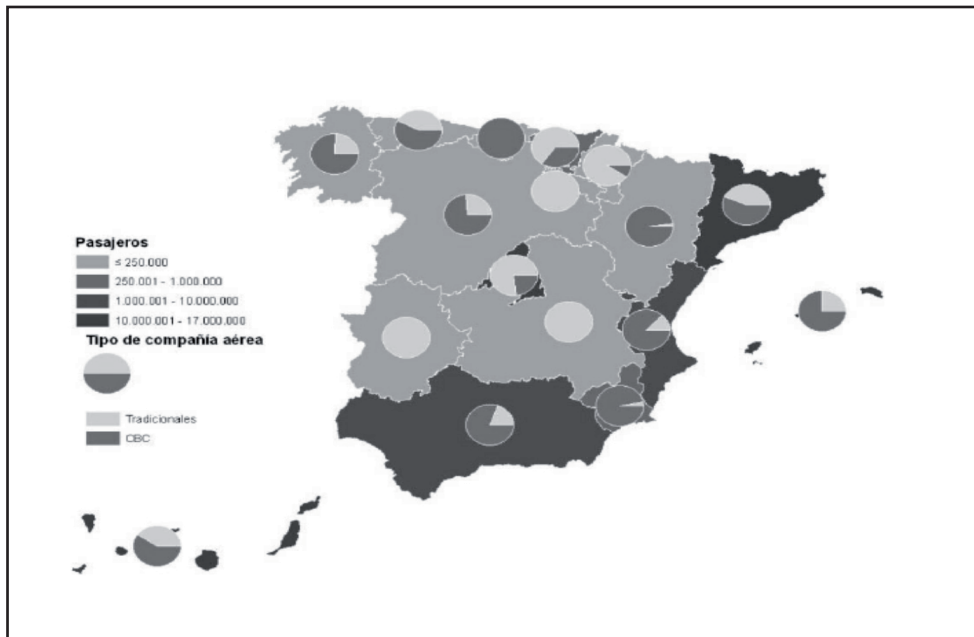 Pasajeros
≤ 250.000
250.001 - 1.000.000
1.000.001 - 10.000.000
10.000.001 - 17.000.000
Tipo de compañía aérea
Tradicionales
CBC